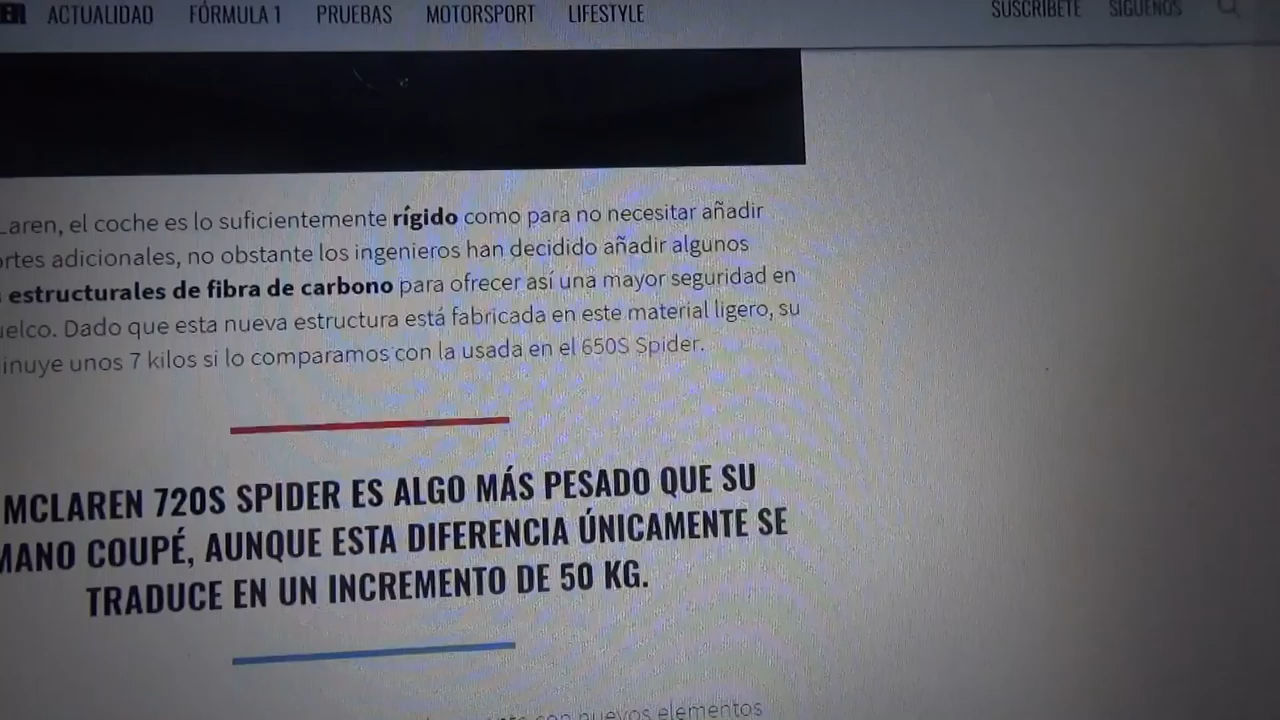 ACTUALIDAD FÓRMULA 1 PRUEBAS MOTORSPORT LIFESTYLE SUSCRÍBETE SÍGUENOS
Laren, el coche es lo suficientemente rígido como para no necesitar añadir
ortes adicionales, no obstante los ingenieros han decidido añadir algunos
s estructurales de fibra de carbono para ofrecer así una mayor seguridad en
uelco. Dado que esta nueva estructura está fabricada en este material ligero, su
inuye unos 7 kilos si lo comparamos con la usada en el 650S Spider.
MCLAREN 720S SPIDER ES ALGO MÁS PESADO QUE SU
MANO COUPÉ, AUNQUE ESTA DIFERENCIA ÚNICAMENTE SE
TRADUCE EN UN INCREMENTO DE 50 KG.
con nuevos elementos